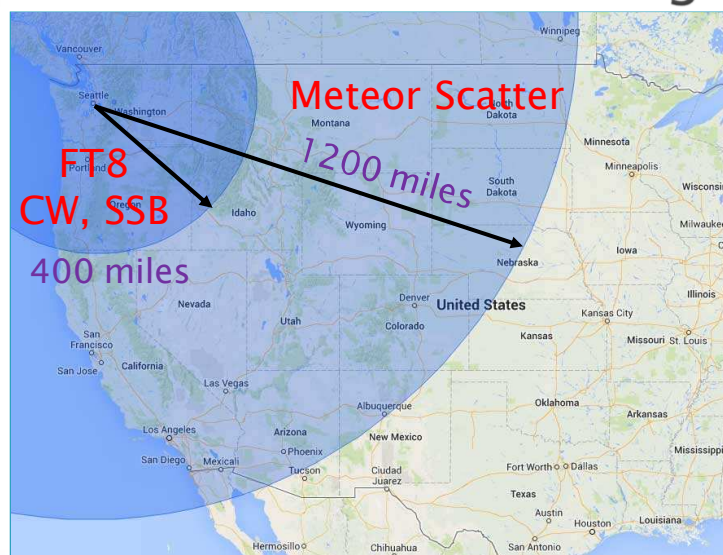 g
Vancouver
Winnipeg
Seattle
Washington
Meteor Scatter
North
Dakota
Montana
Minnesota
FT8
1200 miles
Minneapolis
Portland
South
Dakota
Wisconsin
CW, SSB
Oregon
Idaho
Wyoming
Milwaukee
Iowa
Nebraska
400 miles
Nevada
Denver
United States
Illinois
Utah
Colorado
Kansas City
San
Francisco
Kansas
Missouri
St. Louis
San Jose
California
Las Vegas
Albuquerque
Oklahoma
Arkansas
Los Angeles
Arizona
New Mexico
Phoenix
Mississippi
San Diego
Mexicali
Tucson
Ciudad
Juarez
Fort Worth
Dallas
Texas
Austin
Louisiana
Houston
San Antonio
Hermosillo
Chihuahua